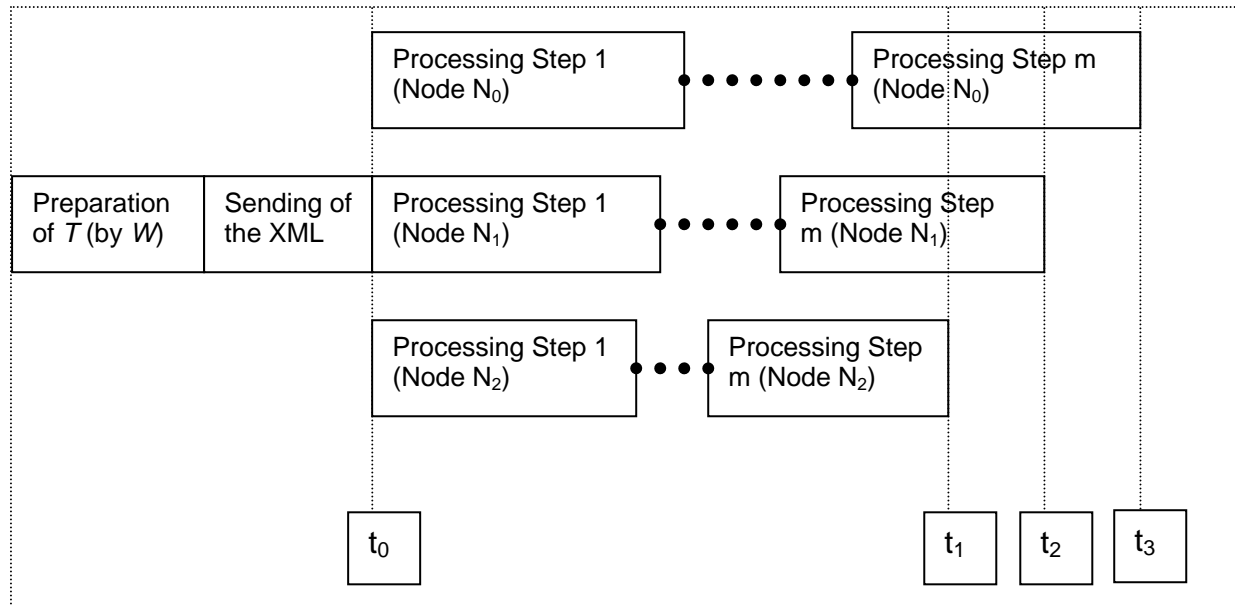 Processing Step 1
(Node N₀)
Processing Step m
(Node N₀)
Preparation
of T (by W)
Sending of
the XML
Processing Step 1
(Node N₁)
Processing Step
m (Node N₁)
Processing Step 1
(Node N₂)
Processing Step
m (Node N₂)
t₀
t₁
t₂
t₃